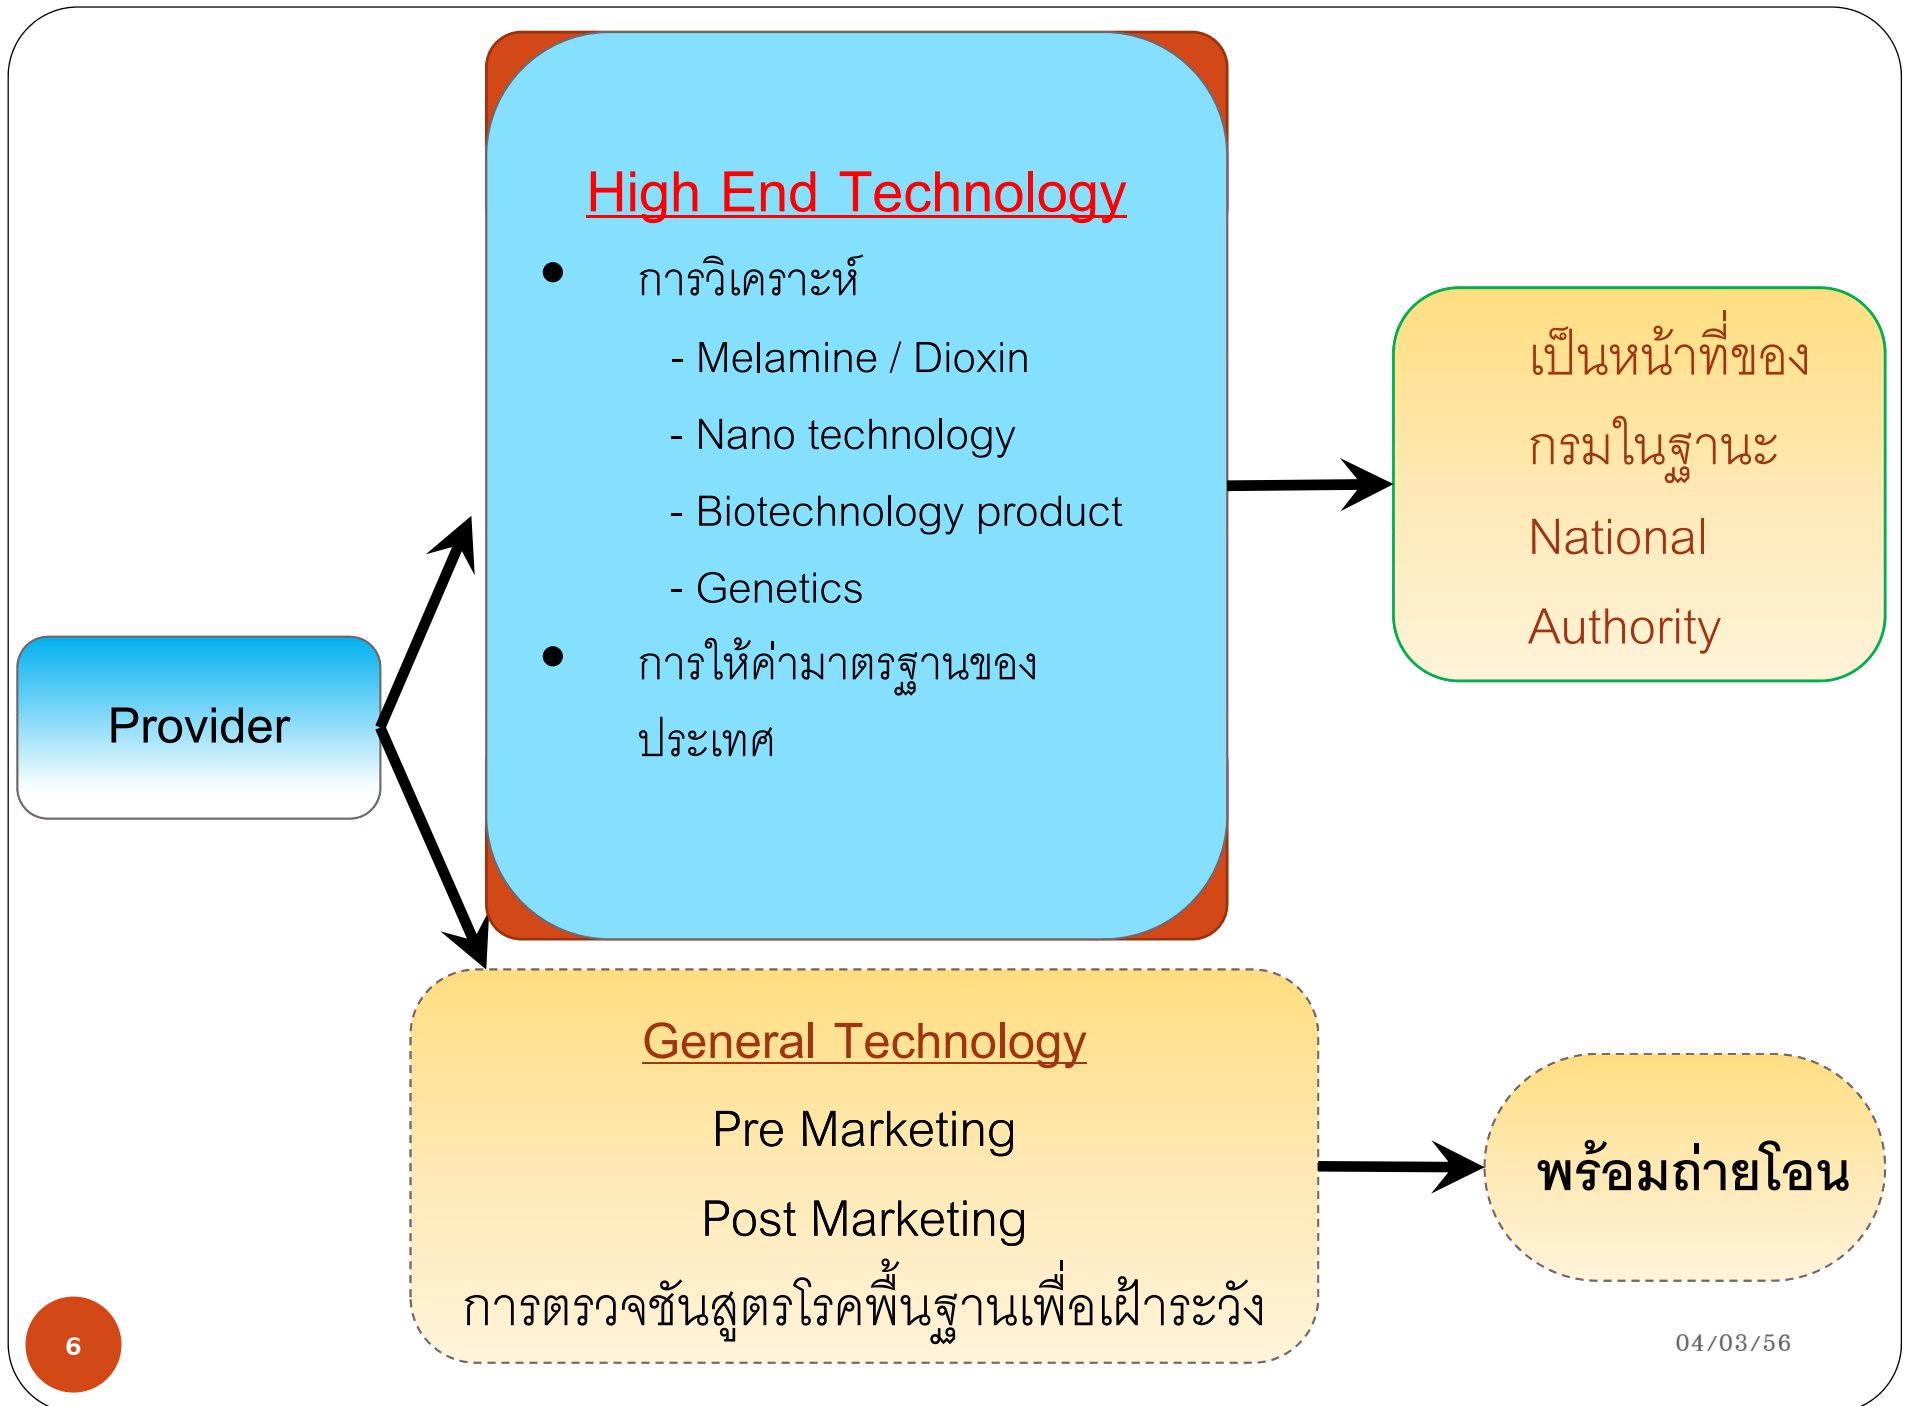 High End Technology
• การวิเคราะห์
- Melamine / Dioxin
- Nano technology
- Biotechnology product
- Genetics
• การให้ค่ามาตรฐานของ
ประเทศ
เป็นหน้าที่ของ
กรมในฐานะ
National
Authority
Provider
General Technology
Pre Marketing
Post Marketing
การตรวจชันสูตรโรคพื้นฐานเพื่อเฝ้าระวัง
พร้อมถ่ายโอน
6
04/03/56